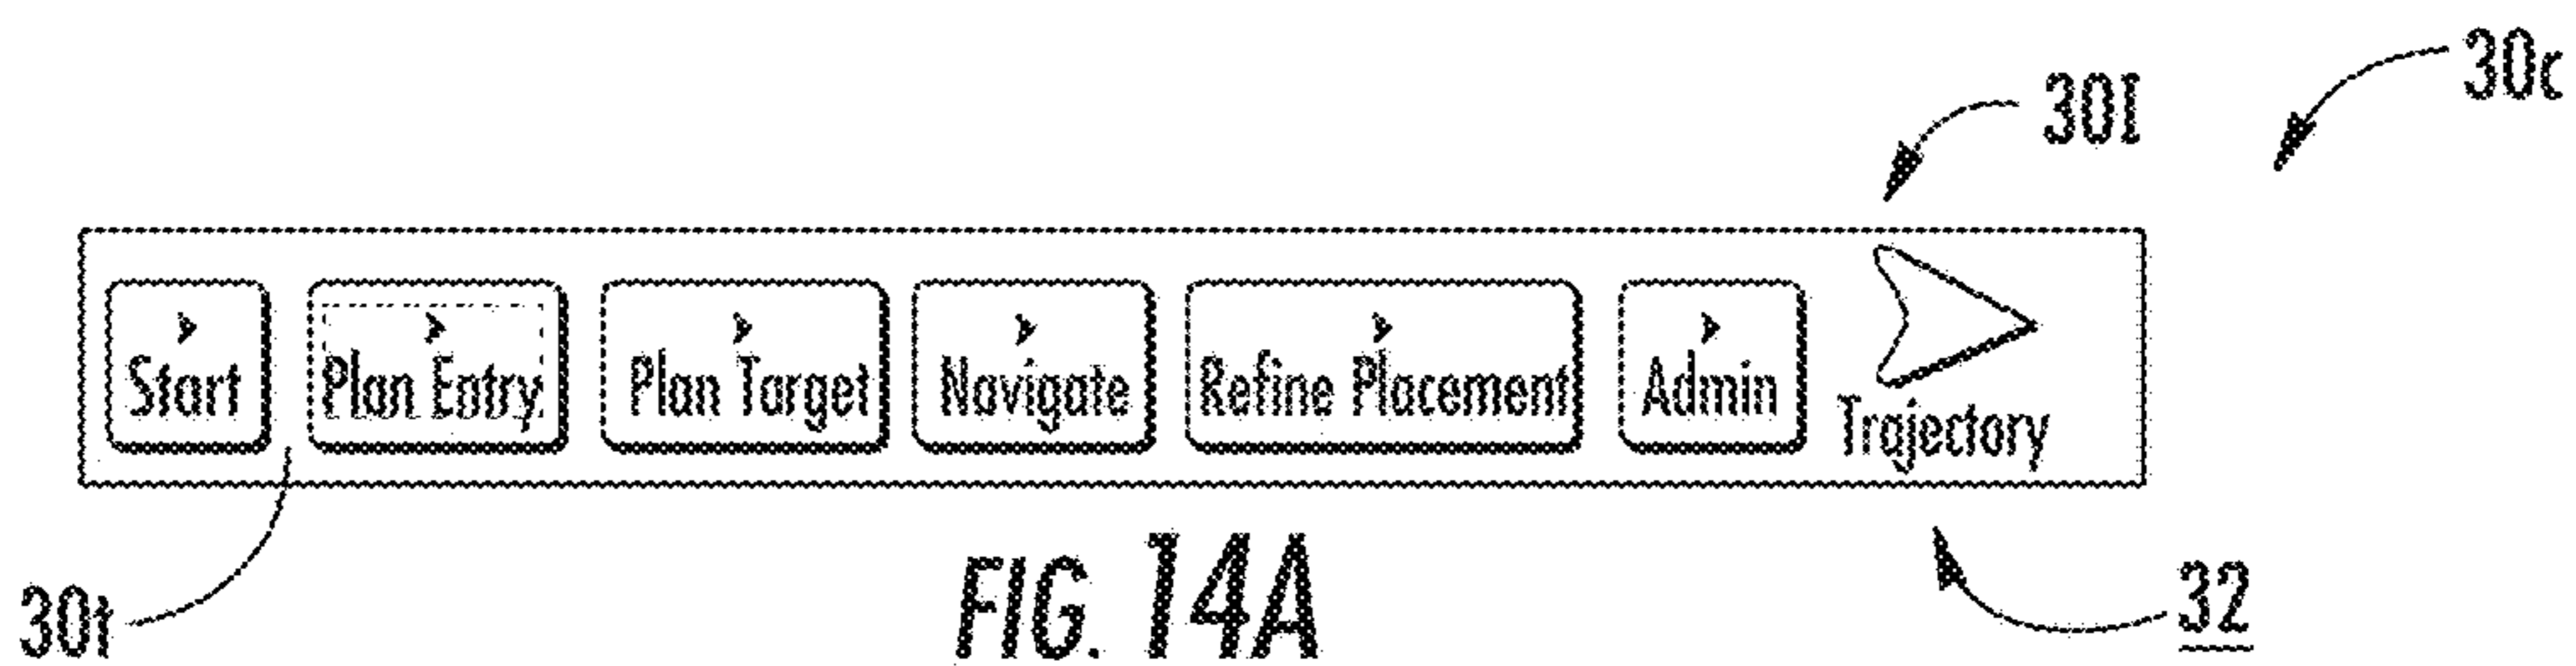 30c
30I
Start Plan Entry Plan Target Navigate Refine Placement Admin
Trajectory
30t
FIG. 14A
32